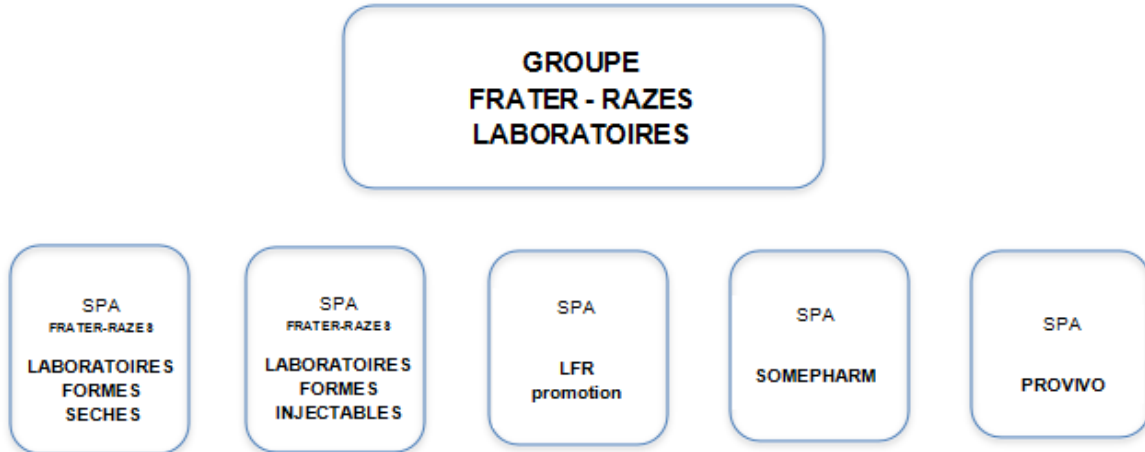 GROUPE
FRATER - RAZES
LABORATOIRES
SPA
FRATER-RAZES
LABORATOIRES
FORMES
SECHES
SPA
FRATER-RAZES
LABORATOIRES
FORMES
INJECTABLES
SPA
LFR
promotion
SPA
SOMEPHARM
SPA
PROVIVO